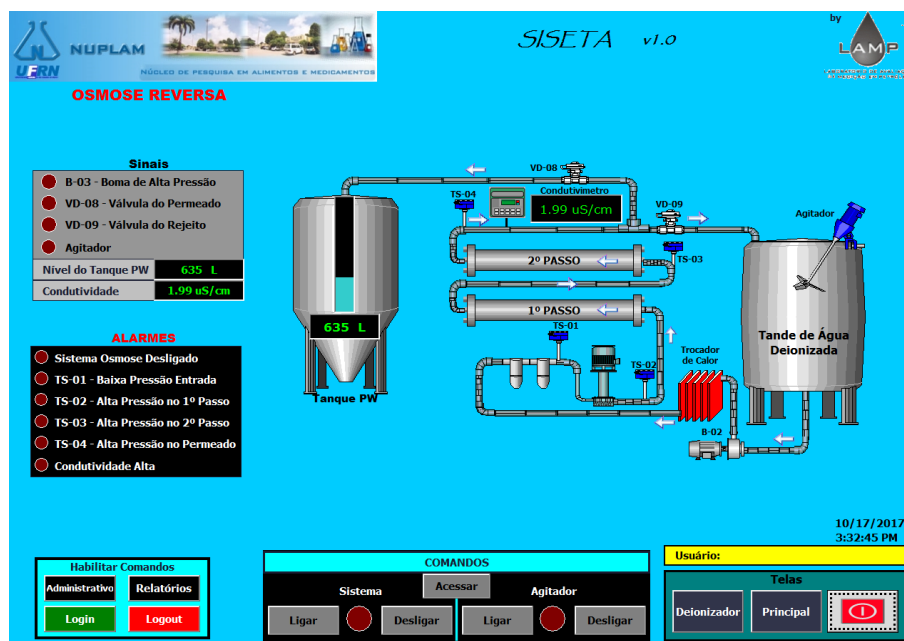 NUPLAM
UFRN
NÚCLEO DE PESQUISA EM ALIMENTOS E MEDICAMENTOS
SISETA v1.0
by
LAMP
OSMOSE REVERSA
Sinais
B-03 - Boma de Alta Pressão
VD-08 - Válvula do Permeado
VD-09 - Válvula do Rejeito
Agitador
Nível do Tanque PW 635 L
Condutividade 1.99 uS/cm
ALARMES
Sistema Osmose Desligado
TS-01 - Baixa Pressão Entrada
TS-02 - Alta Pressão no 1º Passo
TS-03 - Alta Pressão no 2º Passo
TS-04 - Alta Pressão no Permeado
Condutividade Alta
VD-08
TS-04
Condutivimetro
1.99 uS/cm
VD-09
Agitador
2º PASSO
TS-03
1º PASSO
635 L
TS-01
Tande de Água
Deionizada
Trocador
de Calor
TS-02
Tanque PW
B-02
10/17/2017
3:32:45 PM
Habilitar Comandos
Administrativo
Relatórios
Login
Logout
COMANDOS
Acessar
Sistema
Agitador
Ligar
Desligar
Ligar
Desligar
Usuário:
Telas
Deionizador
Principal